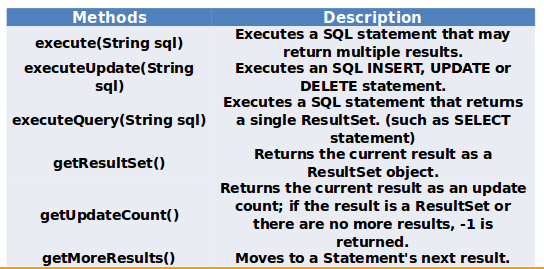 Methods Description
execute(String sql) Executes a SQL statement that may
return multiple results.
executeUpdate(String
sql) Executes an SQL INSERT, UPDATE or
DELETE statement.
executeQuery(String sql) Executes a SQL statement that returns
a single ResultSet. (such as SELECT
statement)
getResultSet() Returns the current result as a
ResultSet object.
getUpdateCount() Returns the current result as an update
count; if the result is a ResultSet or
there are no more results, -1 is
returned.
getMoreResults() Moves to a Statement's next result.